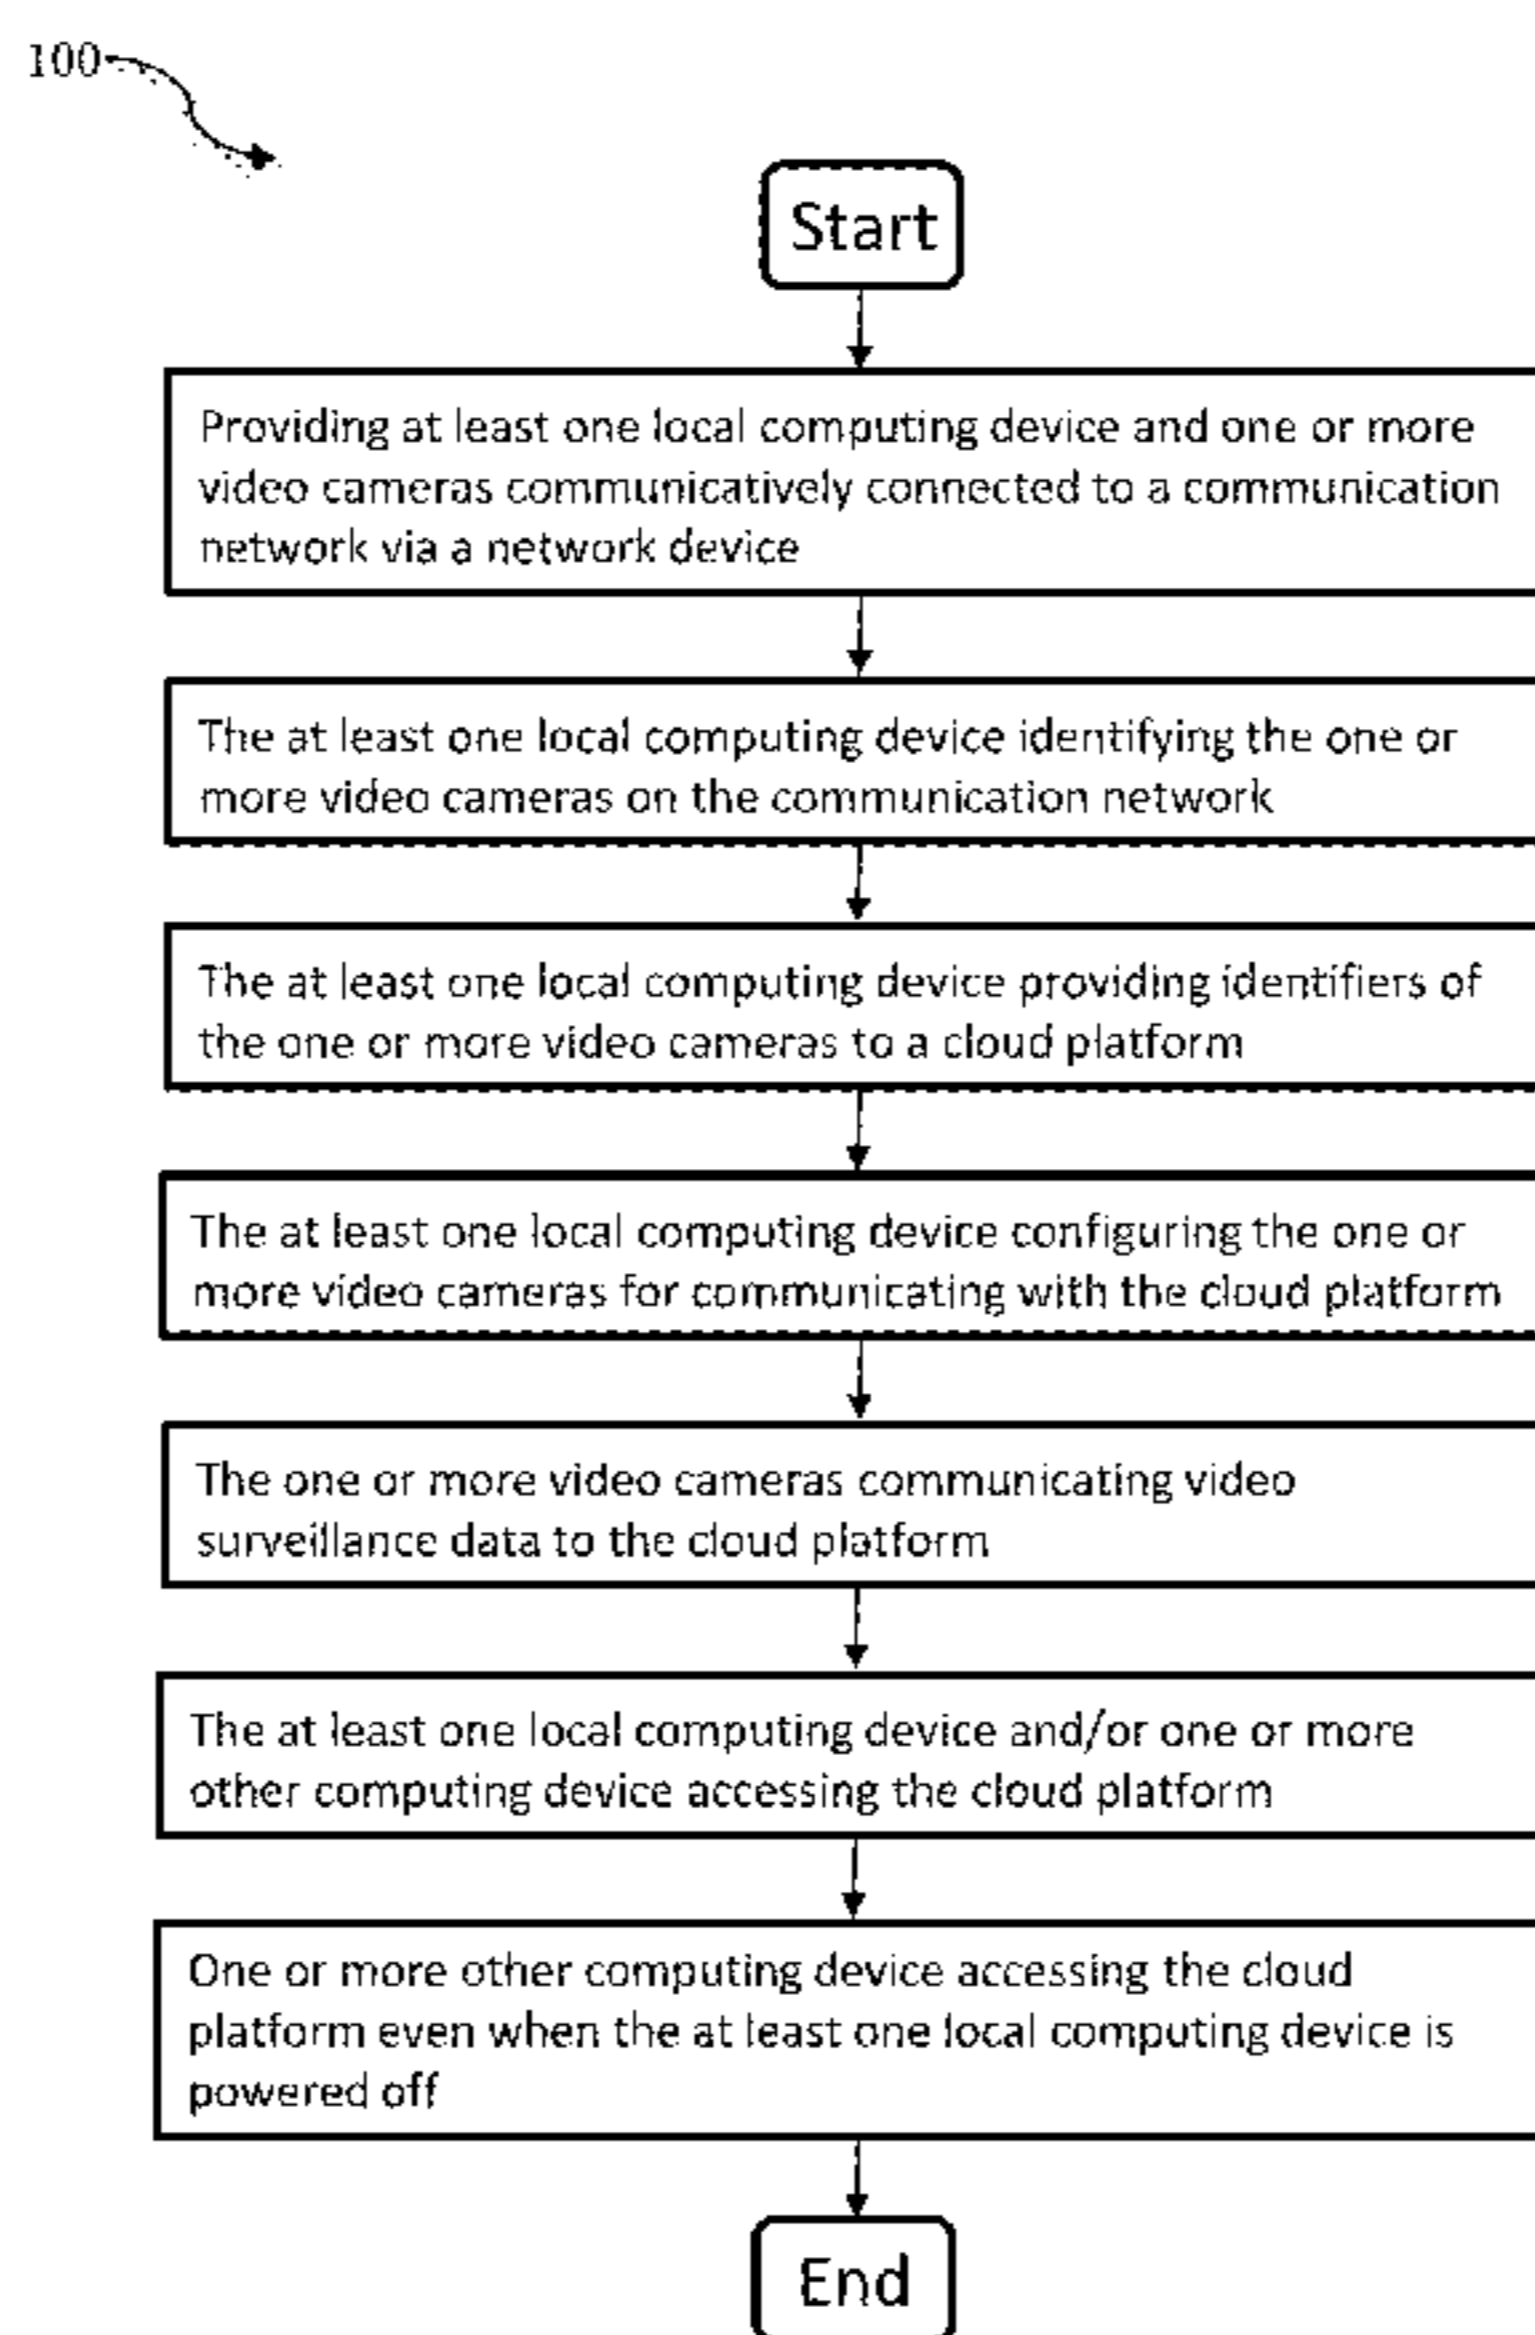 100
Start
Providing at least one local computing device and one or more
video cameras communicatively connected to a communication
network via a network device
The at least one local computing device identifying the one or
more video cameras on the communication network
The at least one local computing device providing identifiers of
the one or more video cameras to a cloud platform
The at least one local computing device configuring the one or
more video cameras for communicating with the cloud platform
The one or more video cameras communicating video
surveillance data to the cloud platform
The at least one local computing device and/or one or more
other computing device accessing the cloud platform
One or more other computing device accessing the cloud
platform even when the at least one local computing device is
powered off
End